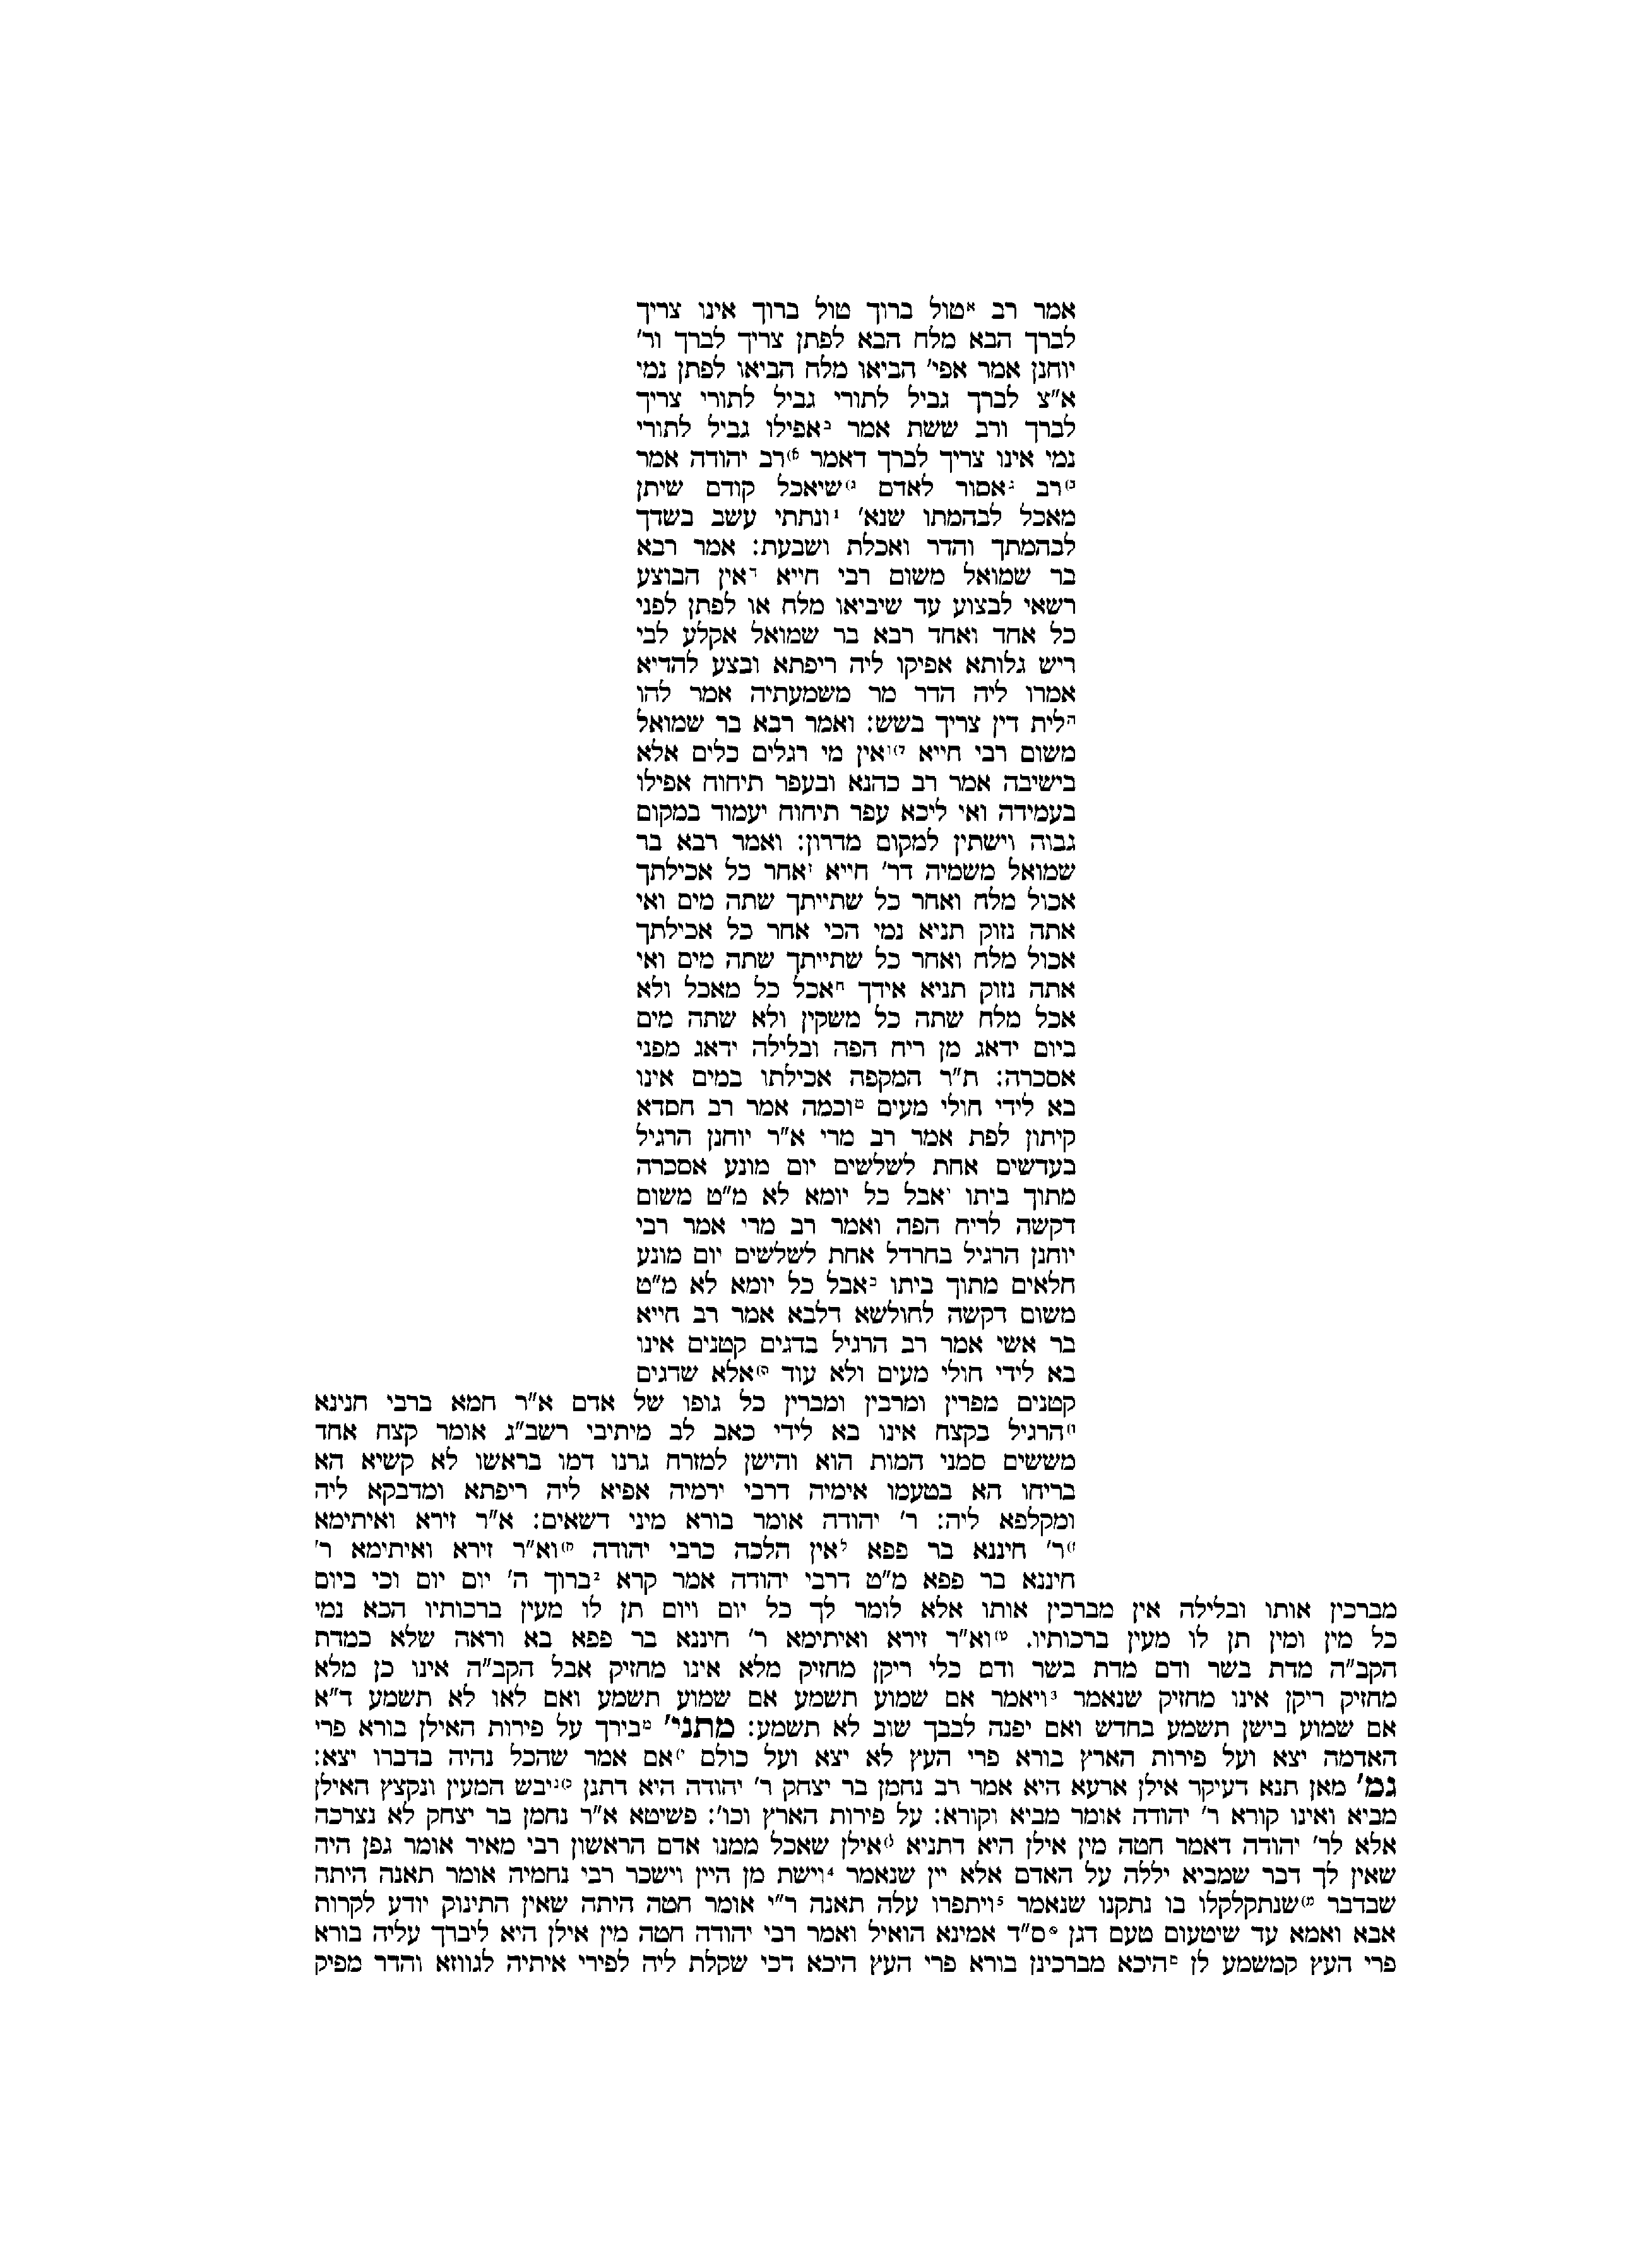 אמר רב אטול ברוך טול ברוך אינו צריך
לברך הבא מלח הבא לפתן צריך לברך ור'
יוחנן אמר אפי' הביאו מלח הביאו לפתן נמי
א"צ לברך גביל לתורי גביל לתורי צריך
לברך ורב ששת אמר באפילו גביל לתורי
נמי אינו צריך לברך דאמר 6)רב יהודה אמר
ב)רב גאסור לאדם ג)שיאכל קודם שיתן
מאכל לבהמתו שנא' 1ונתתי עשב בשדך
לבהמתך והדר ואכלת ושבעת: אמר רבא
בר שמואל משום רבי חייא דאין הבוצע
רשאי לבצוע עד שיביאו מלח או לפתן לפני
כל אחד ואחד רבא בר שמואל אקלע לבי
ריש גלותא אפיקו ליה ריפתא ובצע להדיא
אמרו ליה הדר מר משמעתיה אמר להו
הלית דין צריך בשש: ואמר רבא בר שמואל
משום רבי חייא ד)ואין מי רגלים כלים אלא
בישיבה אמר רב כהנא ובעפר תיחוח אפילו
בעמידה ואי ליכא עפר תיחוח יעמוד במקום
גבוה וישתין למקום מדרון: ואמר רבא בר
שמואל משמיה דר' חייא זאחר כל אכילתך
אכול מלח ואחר כל שתייתך שתה מים ואי
אתה נזוק תניא נמי הכי אחר כל אכילתך
אכול מלח ואחר כל שתייתך שתה מים ואי
אתה נזוק תניא אידך חאכל כל מאכל ולא
אכל מלח שתה כל משקין ולא שתה מים
ביום ידאג מן ריח הפה ובלילה ידאג מפני
אסכרה: ת"ר המקפה אכילתו במים אינו
בא לידי חולי מעים טוכמה אמר רב חסדא
קיתון לפת אמר רב מרי א"ר יוחנן הרגיל
בעדשים אחת לשלשים יום מונע אסכרה
מתוך ביתו יאבל כל יומא לא מ"ט משום
דקשה לריח הפה ואמר רב מרי אמר רבי
יוחנן הרגיל בחרדל אחת לשלשים יום מונע
חלאים מתוך ביתו כאבל כל יומא לא מ"ט
משום דקשה לחולשא דלבא אמר רב חייא
בר אשי אמר רב הרגיל בדגים קטנים אינו
בא לידי חולי מעים ולא עוד ה)אלא שדגים
קטנים מפרין ומרבין ומברין כל גופו של אדם א"ר חמא ברבי חנינא
ו)הרגיל בקצח אינו בא לידי כאב לב מיתיבי רשב"ג אומר קצח אחד
מששים סמני המות הוא והישן למזרח גרנו דמו בראשו לא קשיא הא
בריחו הא בטעמו אימיה דרבי ירמיה אפיא ליה ריפתא ומדבקא ליה
ומקלפא ליה: ר' יהודה אומר בורא מיני דשאים: א"ר זירא ואיתימא
ז)ר' חיננא בר פפא לאין הלכה כרבי יהודה ח)וא"ר זירא ואיתימא ר'
חיננא בר פפא מ"ט דרבי יהודה אמר קרא 2ברוך ה' יום יום וכי ביום
מברכין אותו ובלילה אין מברכין אותו אלא לומר לך כל יום ויום תן לו מעין ברכותיו הכא נמי
כל מין ומין תן לו מעין ברכותיו. ט)וא"ר זירא ואיתימא ר' חיננא בר פפא בא וראה שלא כמדת
הקב"ה מדת בשר ודם מדת בשר ודם כלי ריקן מחזיק מלא אינו מחזיק אבל הקב"ה אינו כן מלא
מחזיק ריקן אינו מחזיק שנאמר 3ויאמר אם שמוע תשמע אם שמוע תשמע ואם לאו לא תשמע ד"א
אם שמוע בישן תשמע בחדש ואם יפנה לבבך שוב לא תשמע: מתני' מבירך על פירות האילן בורא פרי
האדמה יצא ועל פירות הארץ בורא פרי העץ לא יצא ועל כולם י)אם אמר שהכל נהיה בדברו יצא:
גמ' מאן תנא דעיקר אילן ארעא היא אמר רב נחמן בר יצחק ר' יהודה היא דתנן כ)ניבש המעין ונקצץ האילן
מביא ואינו קורא ר' יהודה אומר מביא וקורא: על פירות הארץ וכו': פשיטא א"ר נחמן בר יצחק לא נצרכה
אלא לר' יהודה דאמר חטה מין אילן היא דתניא ל)אילן שאכל ממנו אדם הראשון רבי מאיר אומר גפן היה
שאין לך דבר שמביא יללה על האדם אלא יין שנאמר 4וישת מן היין וישכר רבי נחמיה אומר תאנה היתה
שבדבר מ)שנתקלקלו בו נתקנו שנאמר 5ויתפרו עלה תאנה ר"י אומר חטה היתה שאין התינוק יודע לקרות
אבא ואמא עד שיטעום טעם דגן סד"א אמינא הואיל ואמר רבי יהודה חטה מין אילן היא ליברך עליה בורא
פרי העץ קמשמע לן סהיכא מברכינן בורא פרי העץ היכא דכי שקלת ליה לפירי איתיה לגווזא והדר מפיק